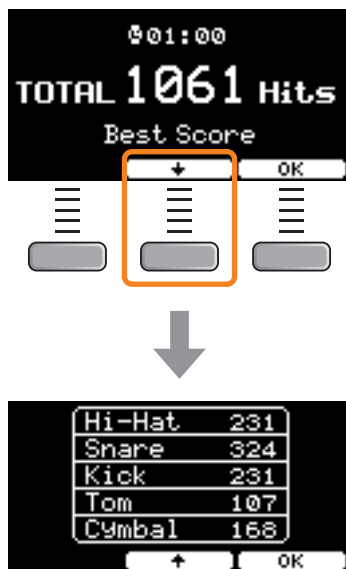 01:00
TOTAL 1061 Hits
Best Score
↓ OK
Hi-Hat 231
Snare 324
Kick 231
Tom 107
Cymbal 168
↑ OK